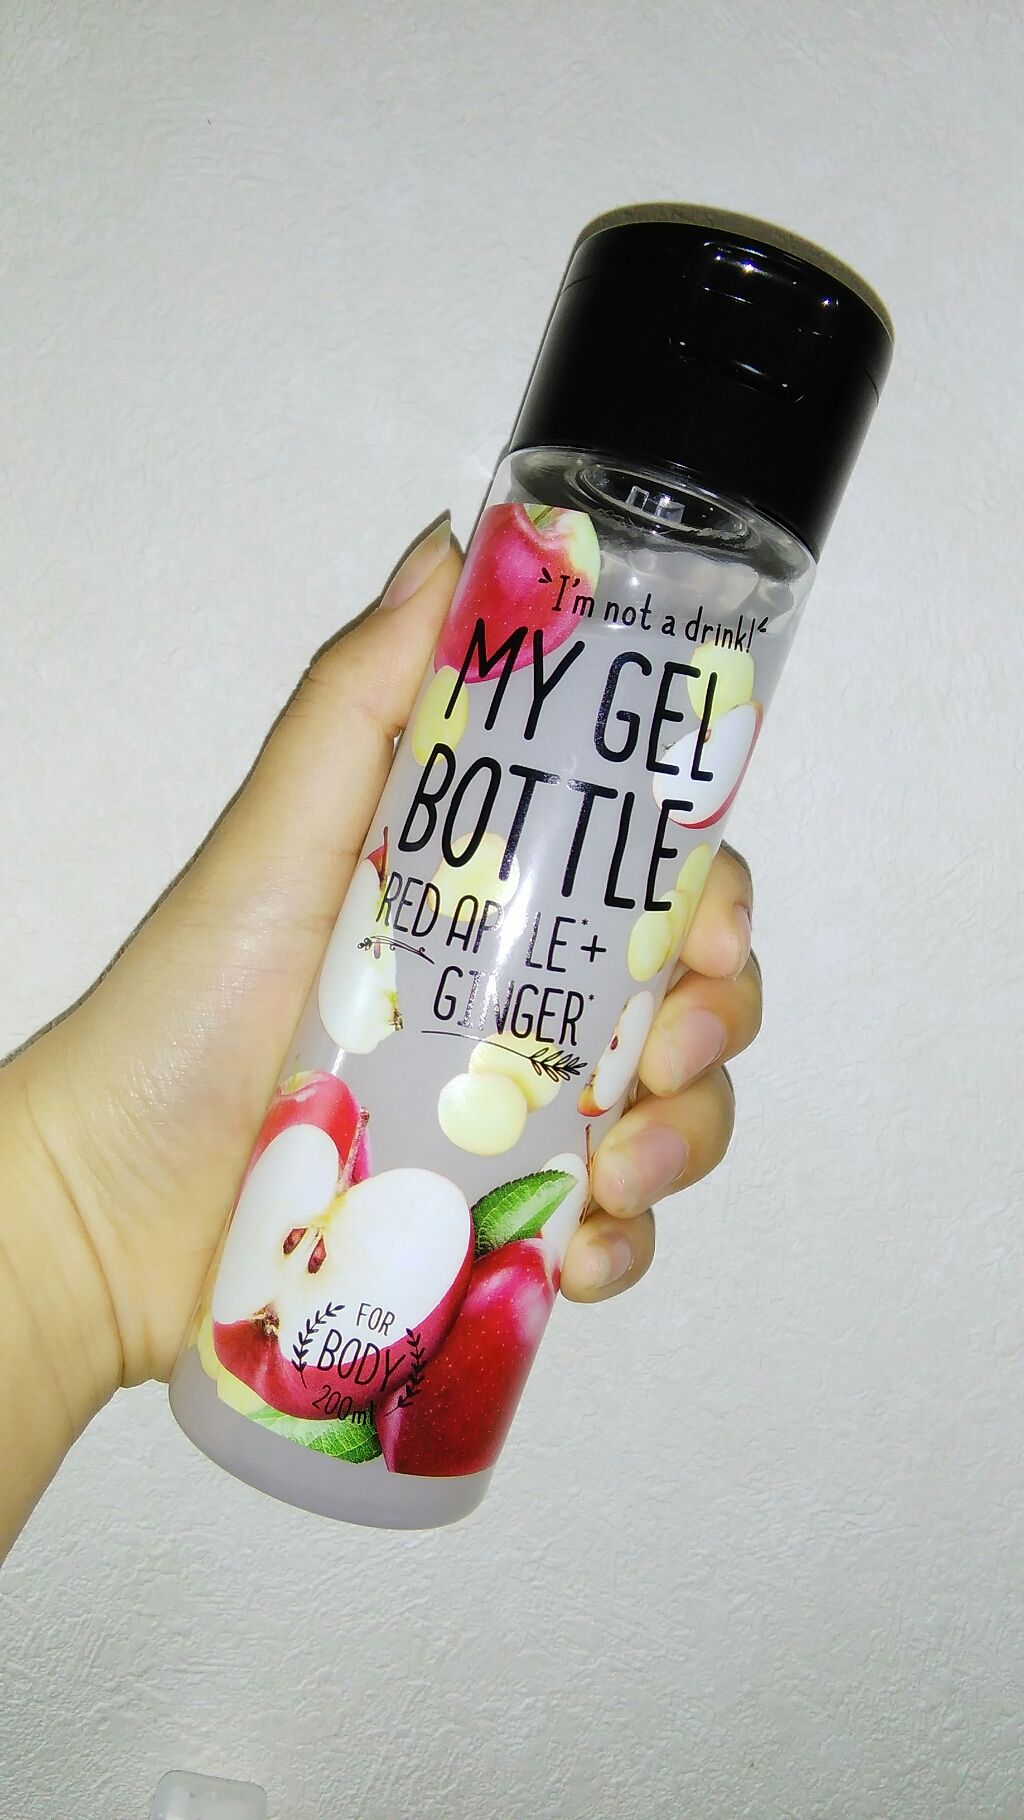 I'm not a drink!
MY GEL
BOTTLE
RED APPLE*+
GINGER*
FOR
BODY
200ml